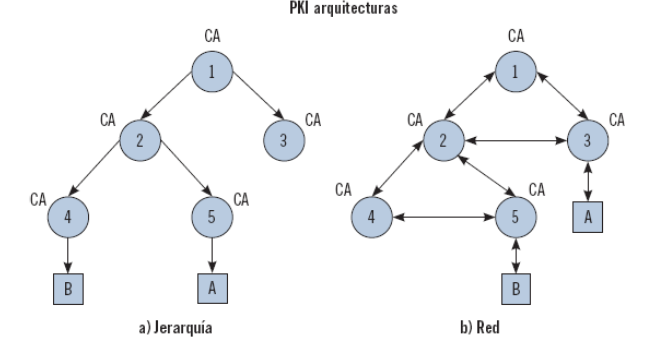 PKI arquitecturas
CA CA
1 1
CA CA CA CA
2 3 2 3
CA CA CA CA
4 5 4 5 A
B A B
a) Jerarquía b) Red